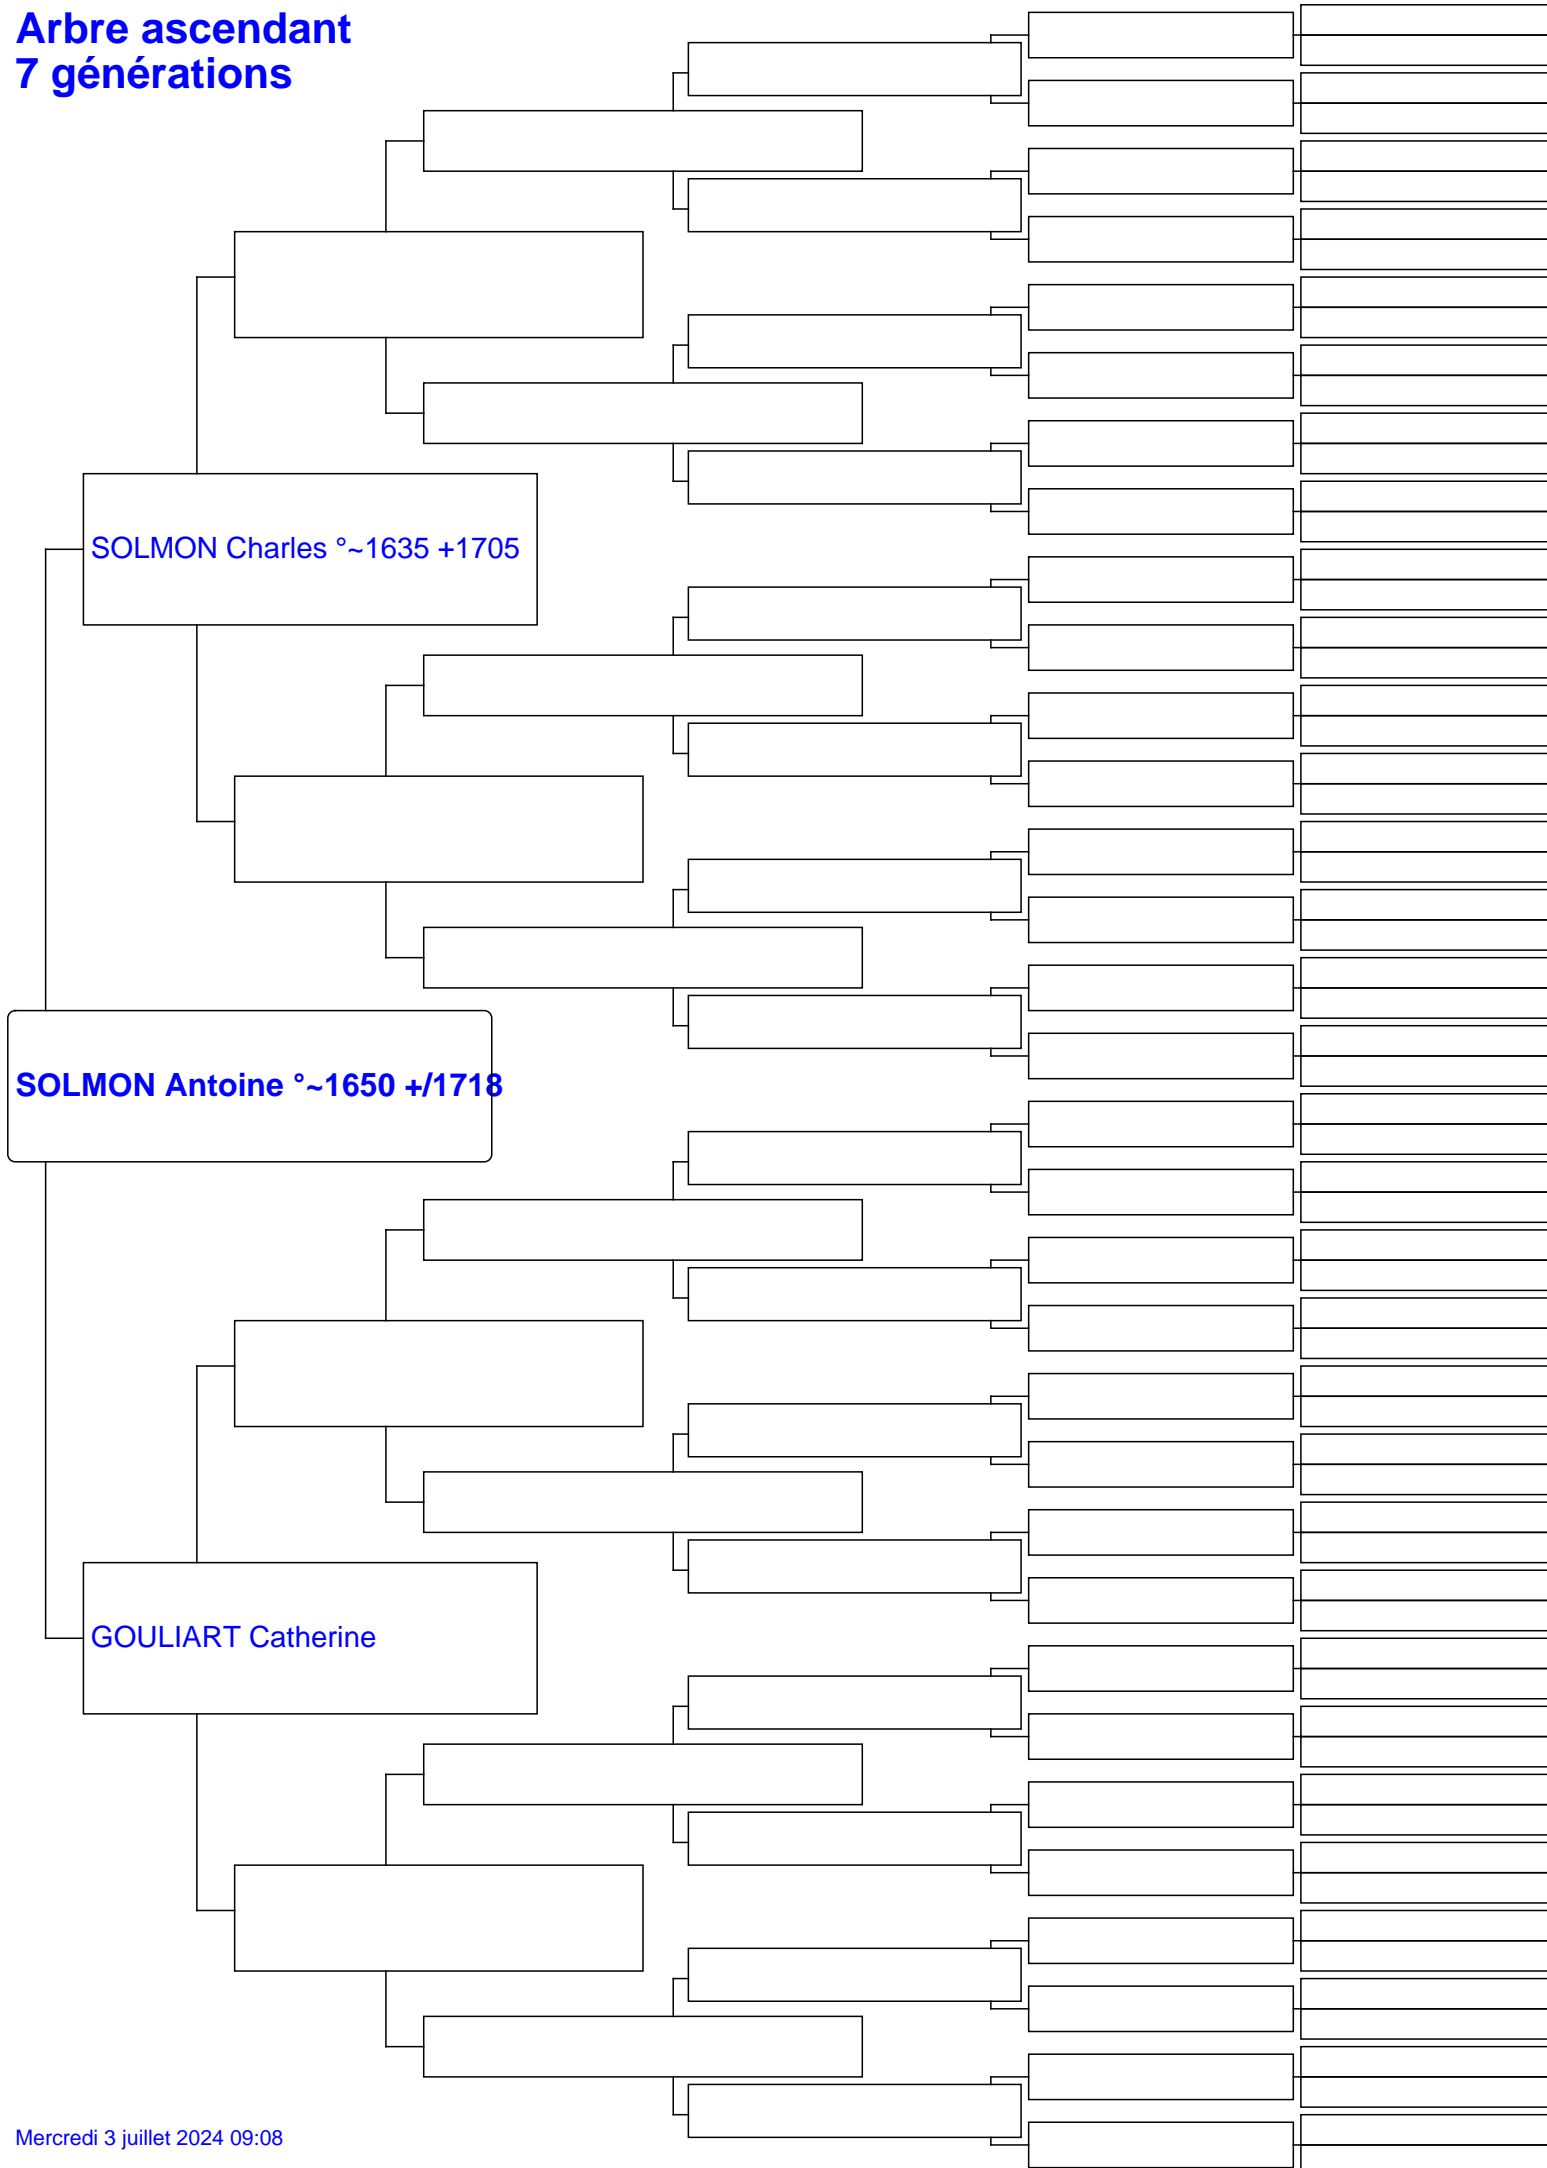 Arbre ascendant
7 générations
SOLMON Charles °~1635 +1705
SOLMON Antoine °~1650 +/1718
GOULIART Catherine
Mercredi 3 juillet 2024 09:08